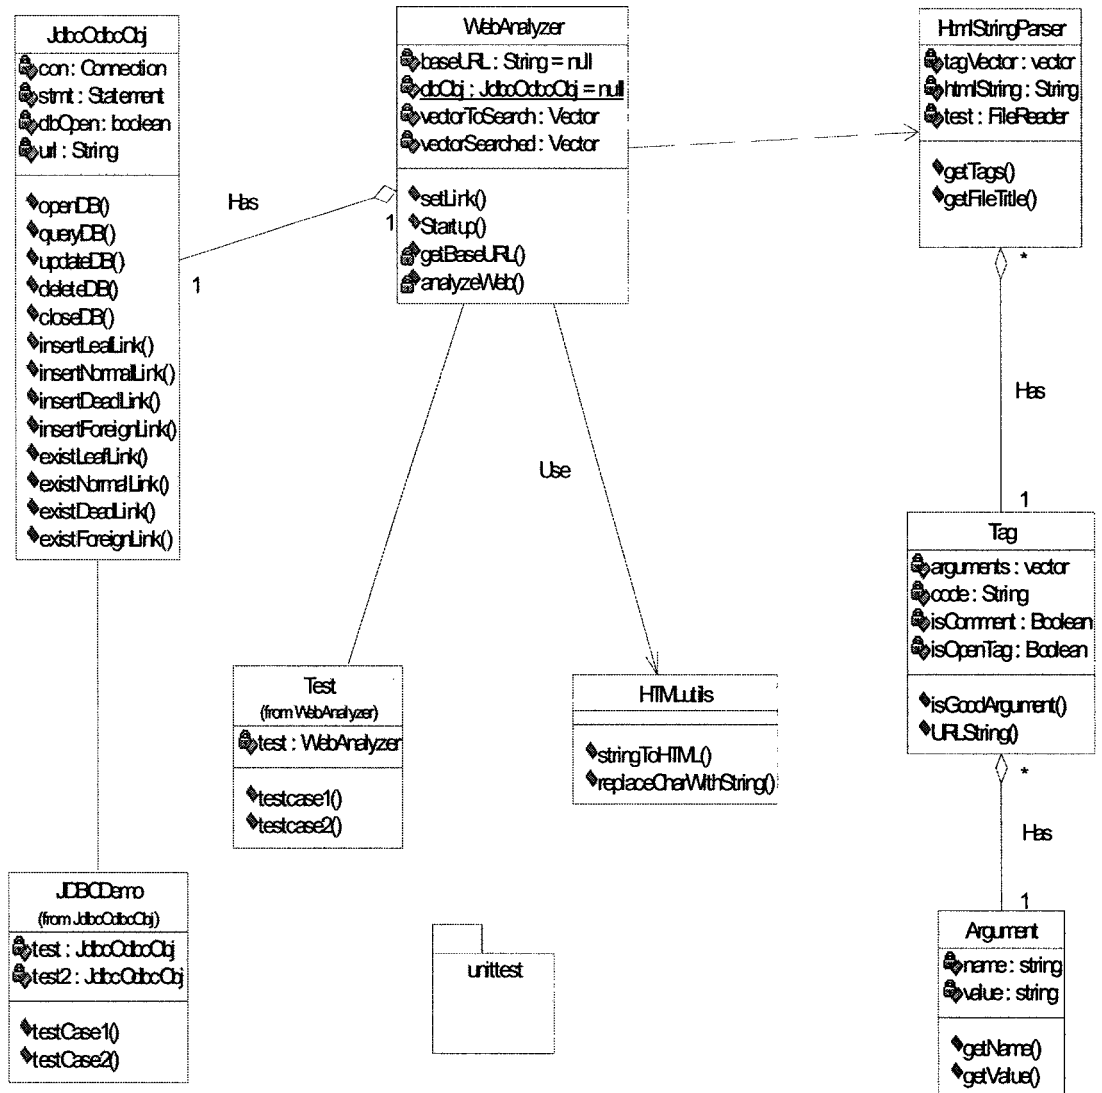 JdbcOdbcObj
con : Connection
stmt : Statement
dbOpen : boolean
url : String
openDB()
queryDB()
updateDB()
deleteDB()
closeDB()
insertLeafLink()
insertNormalLink()
insertDeadLink()
insertForeignLink()
existLeafLink()
existNormalLink()
existDeadLink()
existForeignLink()
Has
1
1
WebAnalyzer
baseURL : String = null
dbObj : JdbcOdbcObj = null
vectorToSearch : Vector
vectorSearched : Vector
setLink()
Startup()
getBaseURL()
analyzeWeb()
HtmlStringParser
tagVector : vector
htmlString : String
test : FileReader
getTags()
getFileTitle()
*
Has
1
Use
Tag
arguments : vector
code : String
isComment : Boolean
isOpenTag : Boolean
isGoodArgument()
URLString()
*
Has
1
Test
(from WebAnalyzer)
test : WebAnalyzer
testcase1()
testcase2()
HTMLutils
stringToHTML()
replaceCharWithString()
JDBCDemo
(from JdbcOdbcObj)
test : JdbcOdbcObj
test2 : JdbcOdbcObj
testCase1()
testCase2()
unittest
Argument
name : string
value : string
getName()
getValue()